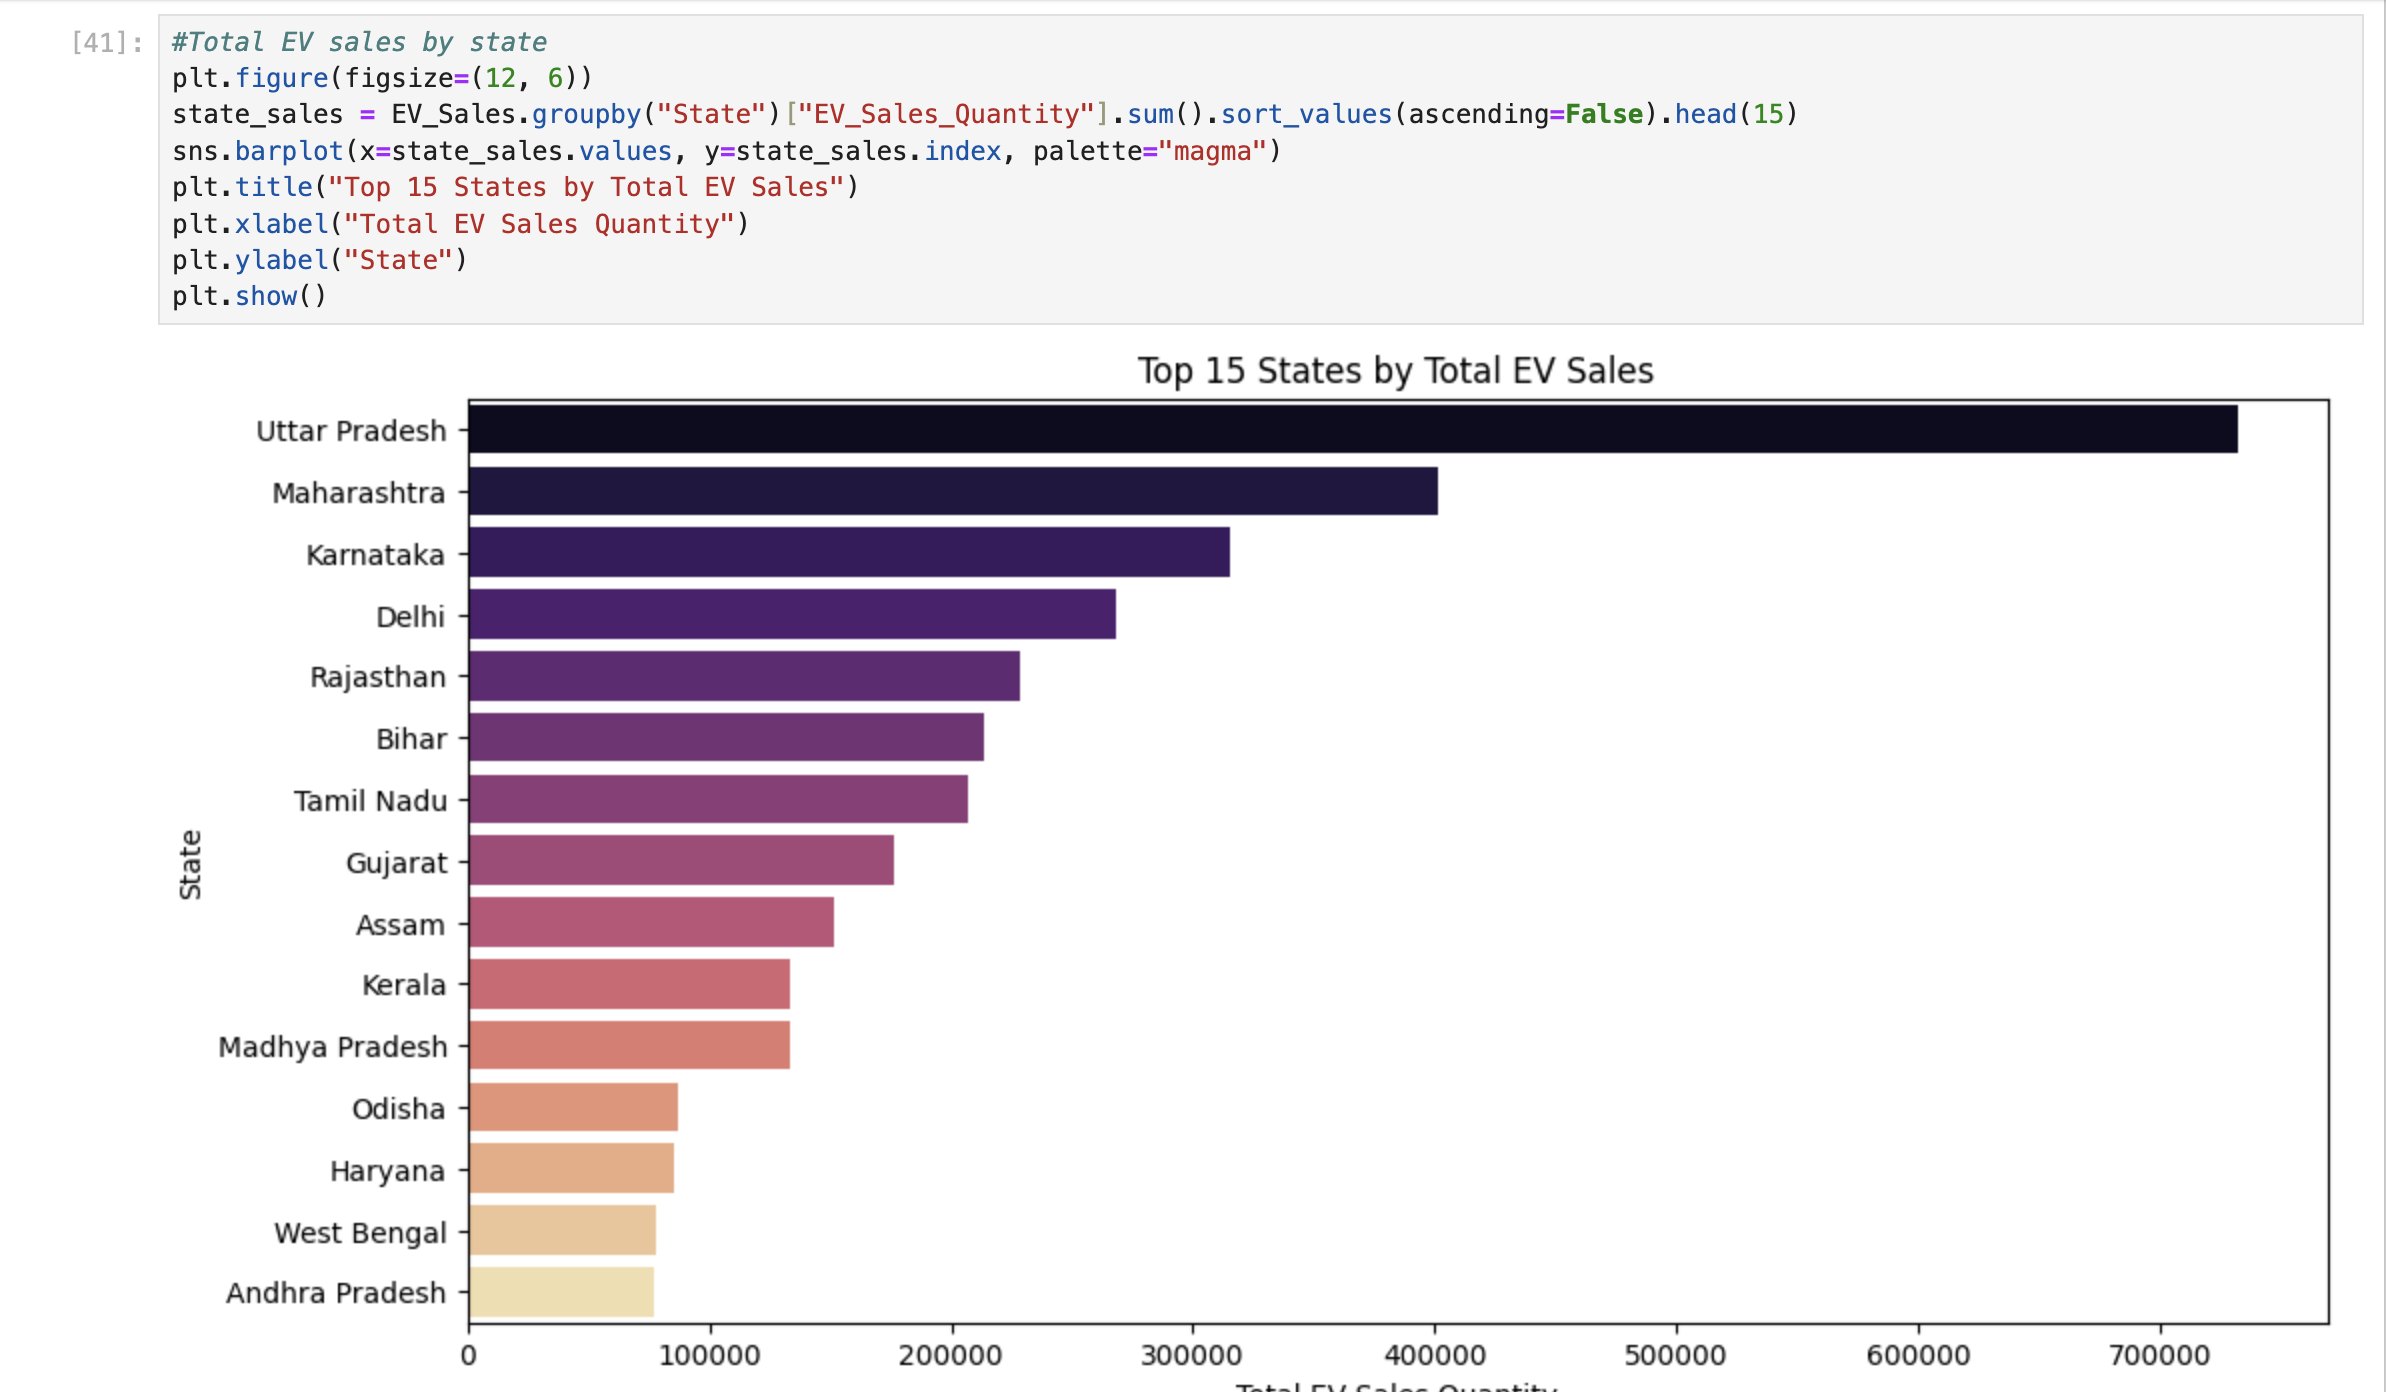 [41]:
#Total EV sales by state
plt.figure(figsize=(12, 6))
state_sales = EV_Sales.groupby("State")["EV_Sales_Quantity"].sum().sort_values(ascending=False).head(15)
sns.barplot(x=state_sales.values, y=state_sales.index, palette="magma")
plt.title("Top 15 States by Total EV Sales")
plt.xlabel("Total EV Sales Quantity")
plt.ylabel("State")
plt.show()
Top 15 States by Total EV Sales
Uttar Pradesh
Maharashtra
Karnataka
Delhi
Rajasthan
Bihar
Tamil Nadu
Gujarat
Assam
Kerala
Madhya Pradesh
Odisha
Haryana
West Bengal
Andhra Pradesh
State
0 100000 200000 300000 400000 500000 600000 700000
Total EV Sales Quantity